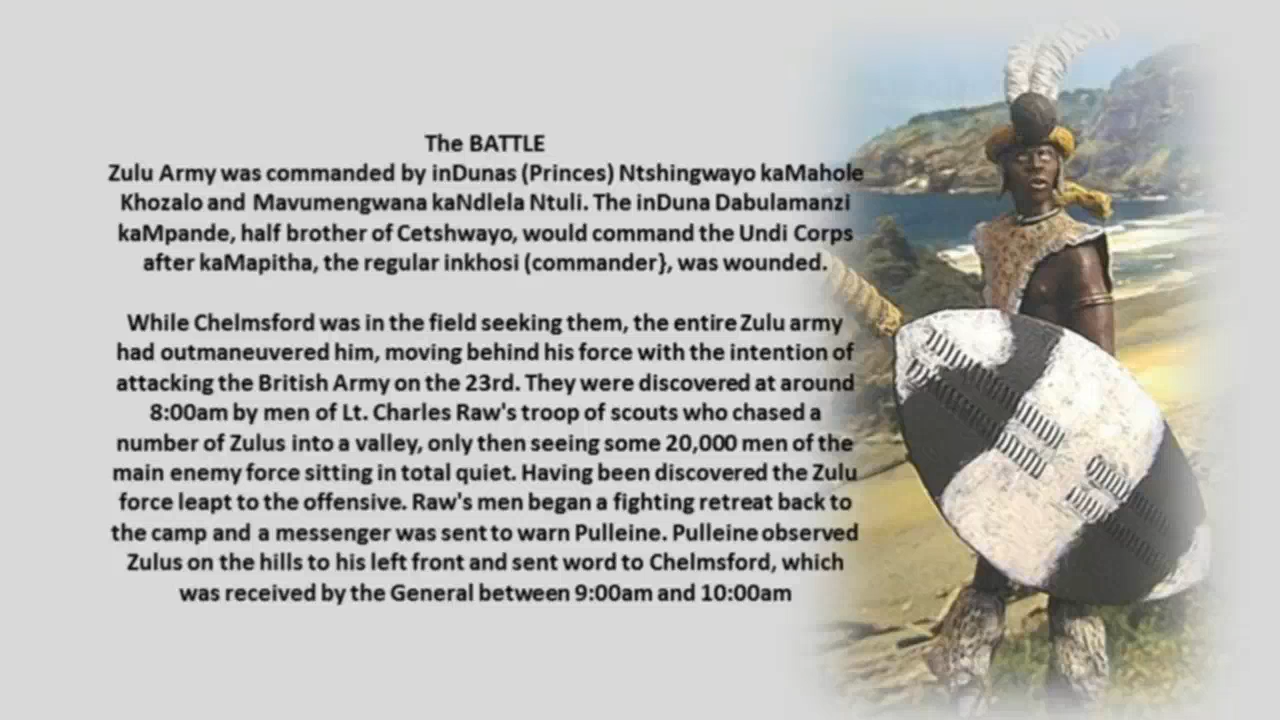 The BATTLE
Zulu Army was commanded by inDunas (Princes) Ntshingwayo kaMahole
Khozalo and Mavumengwana kaNdlela Ntuli. The inDuna Dabulamanzi
kaMpande, half brother of Cetshwayo, would command the Undi Corps
after kaMapitha, the regular inkhosi (commander}, was wounded.
While Chelmsford was in the field seeking them, the entire Zulu army
had outmaneuvered him, moving behind his force with the intention of
attacking the British Army on the 23rd. They were discovered at around
8:00am by men of Lt. Charles Raw's troop of scouts who chased a
number of Zulus into a valley, only then seeing some 20,000 men of the
main enemy force sitting in total quiet. Having been discovered the Zulu
force leapt to the offensive. Raw's men began a fighting retreat back to
the camp and a messenger was sent to warn Pulleine. Pulleine observed
Zulus on the hills to his left front and sent word to Chelmsford, which
was received by the General between 9:00am and 10:00am